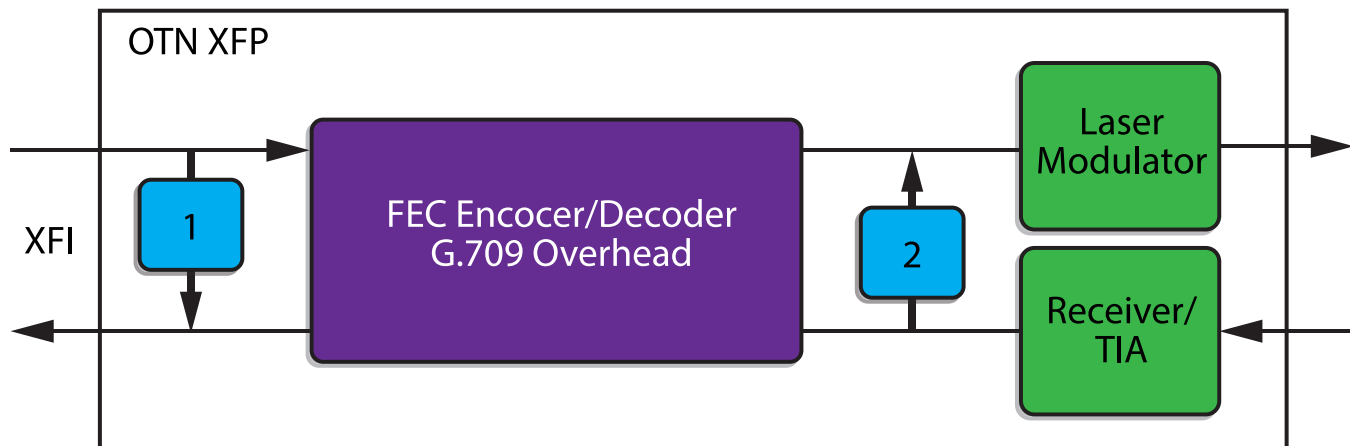 OTN XFP
Laser
Modulator
1
FEC Encocer/Decoder
G.709 Overhead
XFI
2
Receiver/
TIA